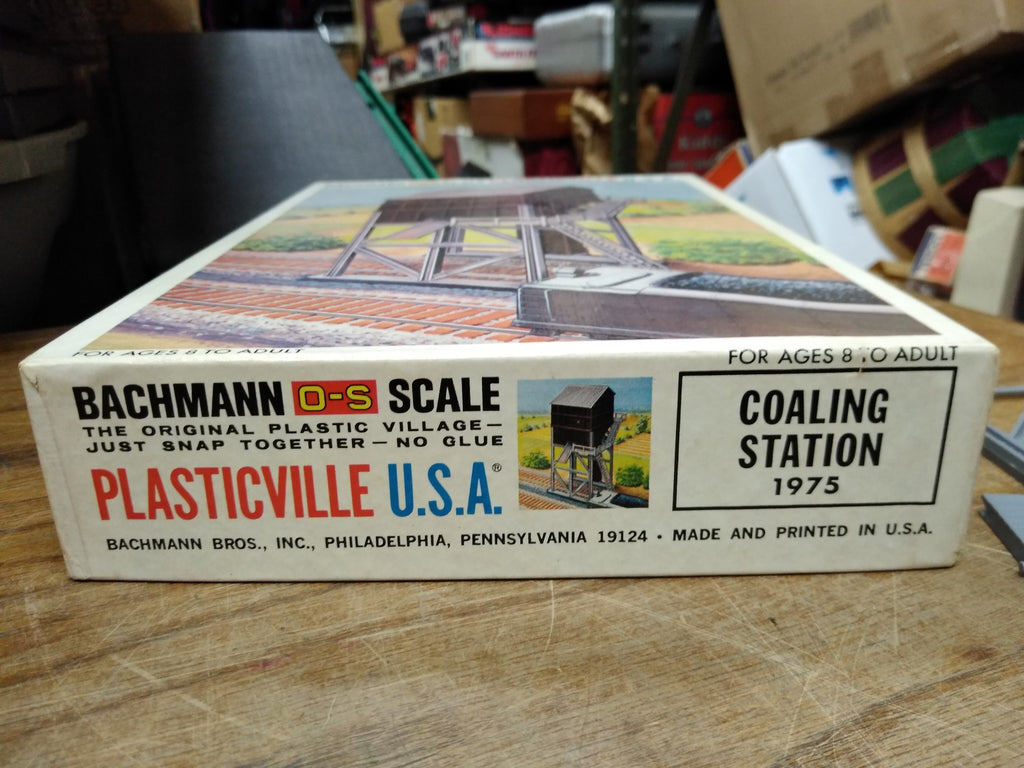 FOR AGES 8 TO ADULT
FOR AGES 8 TO ADULT
BACHMANN O-S SCALE
THE ORIGINAL PLASTIC VILLAGE—
JUST SNAP TOGETHER — NO GLUE
PLASTICVILLE U.S.A.®
COALING
STATION
1975
BACHMANN BROS., INC., PHILADELPHIA, PENNSYLVANIA 19124 • MADE AND PRINTED IN U.S.A.